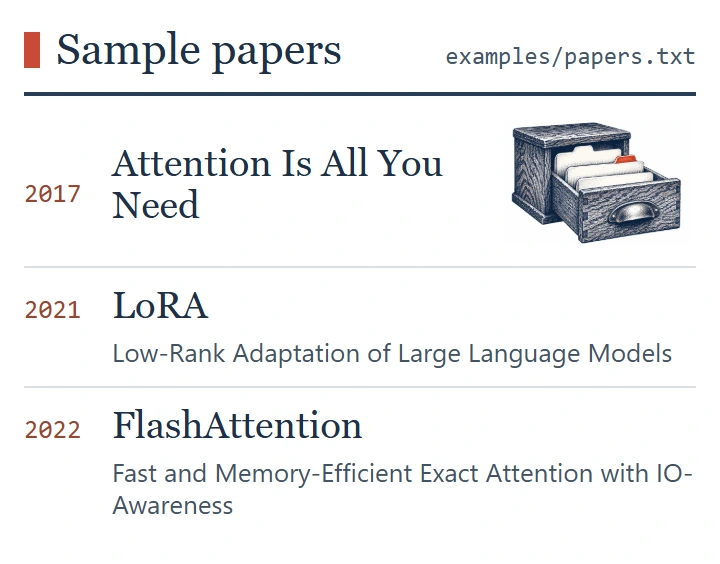 Sample papers
examples/papers.txt
2017
Attention Is All You
Need
2021
LoRA
Low-Rank Adaptation of Large Language Models
2022
FlashAttention
Fast and Memory-Efficient Exact Attention with IO-
Awareness